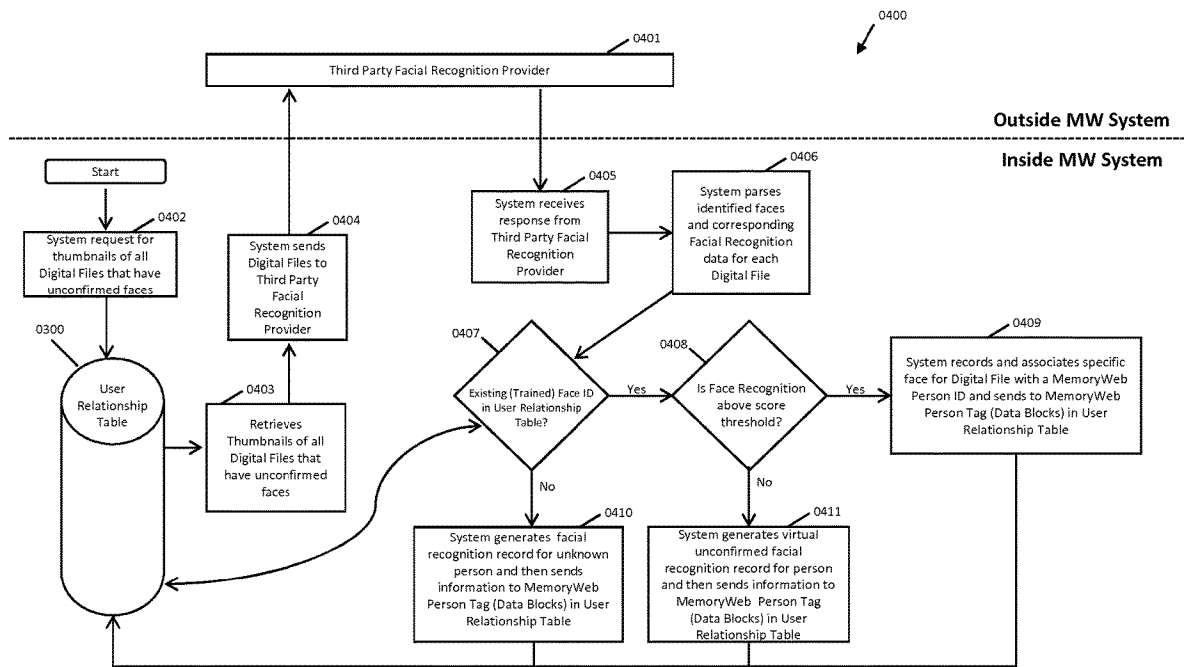 0400
0401
Third Party Facial Recognition Provider
Outside MW System
Inside MW System
Start
0402
System request for
thumbnails of all
Digital Files that have
unconfirmed faces
0300
User
Relationship
Table
0403
Retrieves
Thumbnails of all
Digital Files that
have unconfirmed
faces
0404
System sends
Digital Files to
Third Party
Facial
Recognition
Provider
0405
System receives
response from
Third Party Facial
Recognition
Provider
0406
System parses
identified faces
and corresponding
Facial Recognition
data for each
Digital File
0407
Existing (Trained) Face ID
in User Relationship
Table?
Yes
No
0408
Is Face Recognition
above score
threshold?
Yes
No
0409
System records and associates specific
face for Digital File with a MemoryWeb
Person ID and sends to MemoryWeb
Person Tag (Data Blocks) in User
Relationship Table
0410
System generates facial
recognition record for unknown
person and then sends
information to MemoryWeb
Person Tag (Data Blocks) in User
Relationship Table
0411
System generates virtual
unconfirmed facial
recognition record for person
and then sends information to
MemoryWeb Person Tag
(Data Blocks) in User
Relationship Table